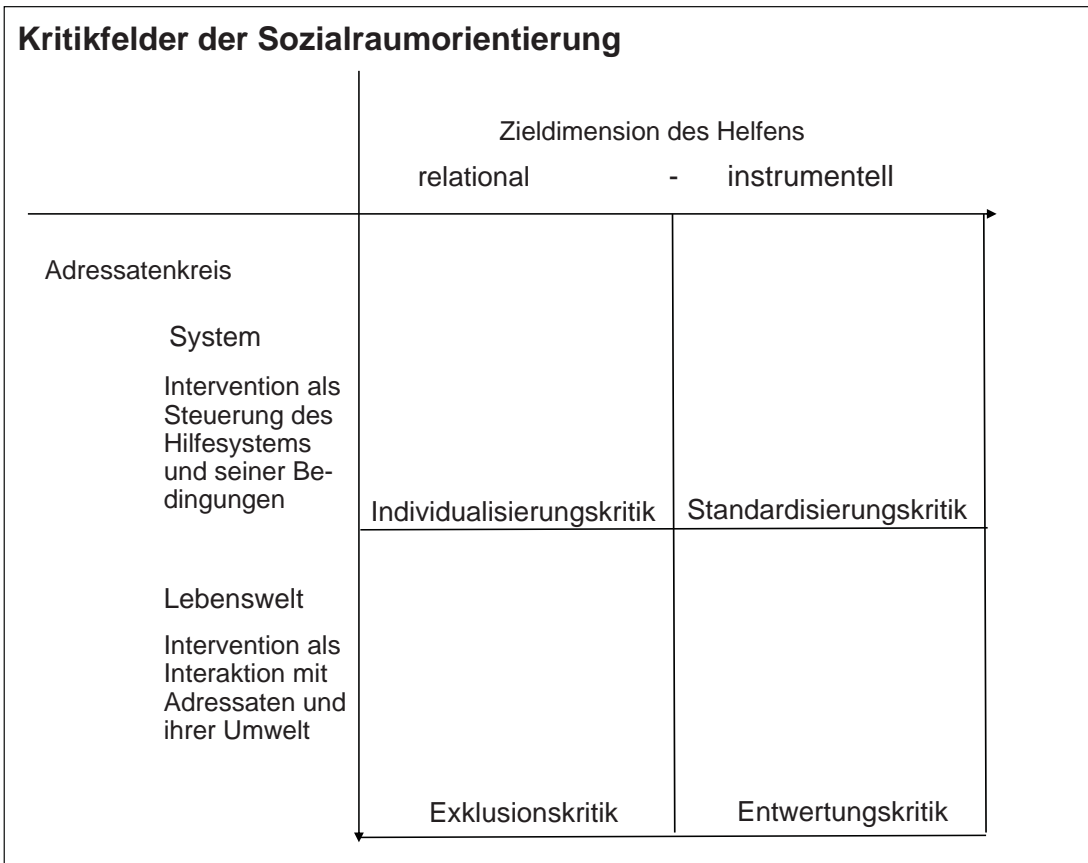 Kritikfelder der Sozialraumorientierung
Zieldimension des Helfens
relational - instrumentell
Adressatenkreis
System
Intervention als
Steuerung des
Hilfesystems
und seiner Be-
dingungen
Individualisierungskritik Standardisierungskritik
Lebenswelt
Intervention als
Interaktion mit
Adressaten und
ihrer Umwelt
Exklusionskritik Entwertungskritik